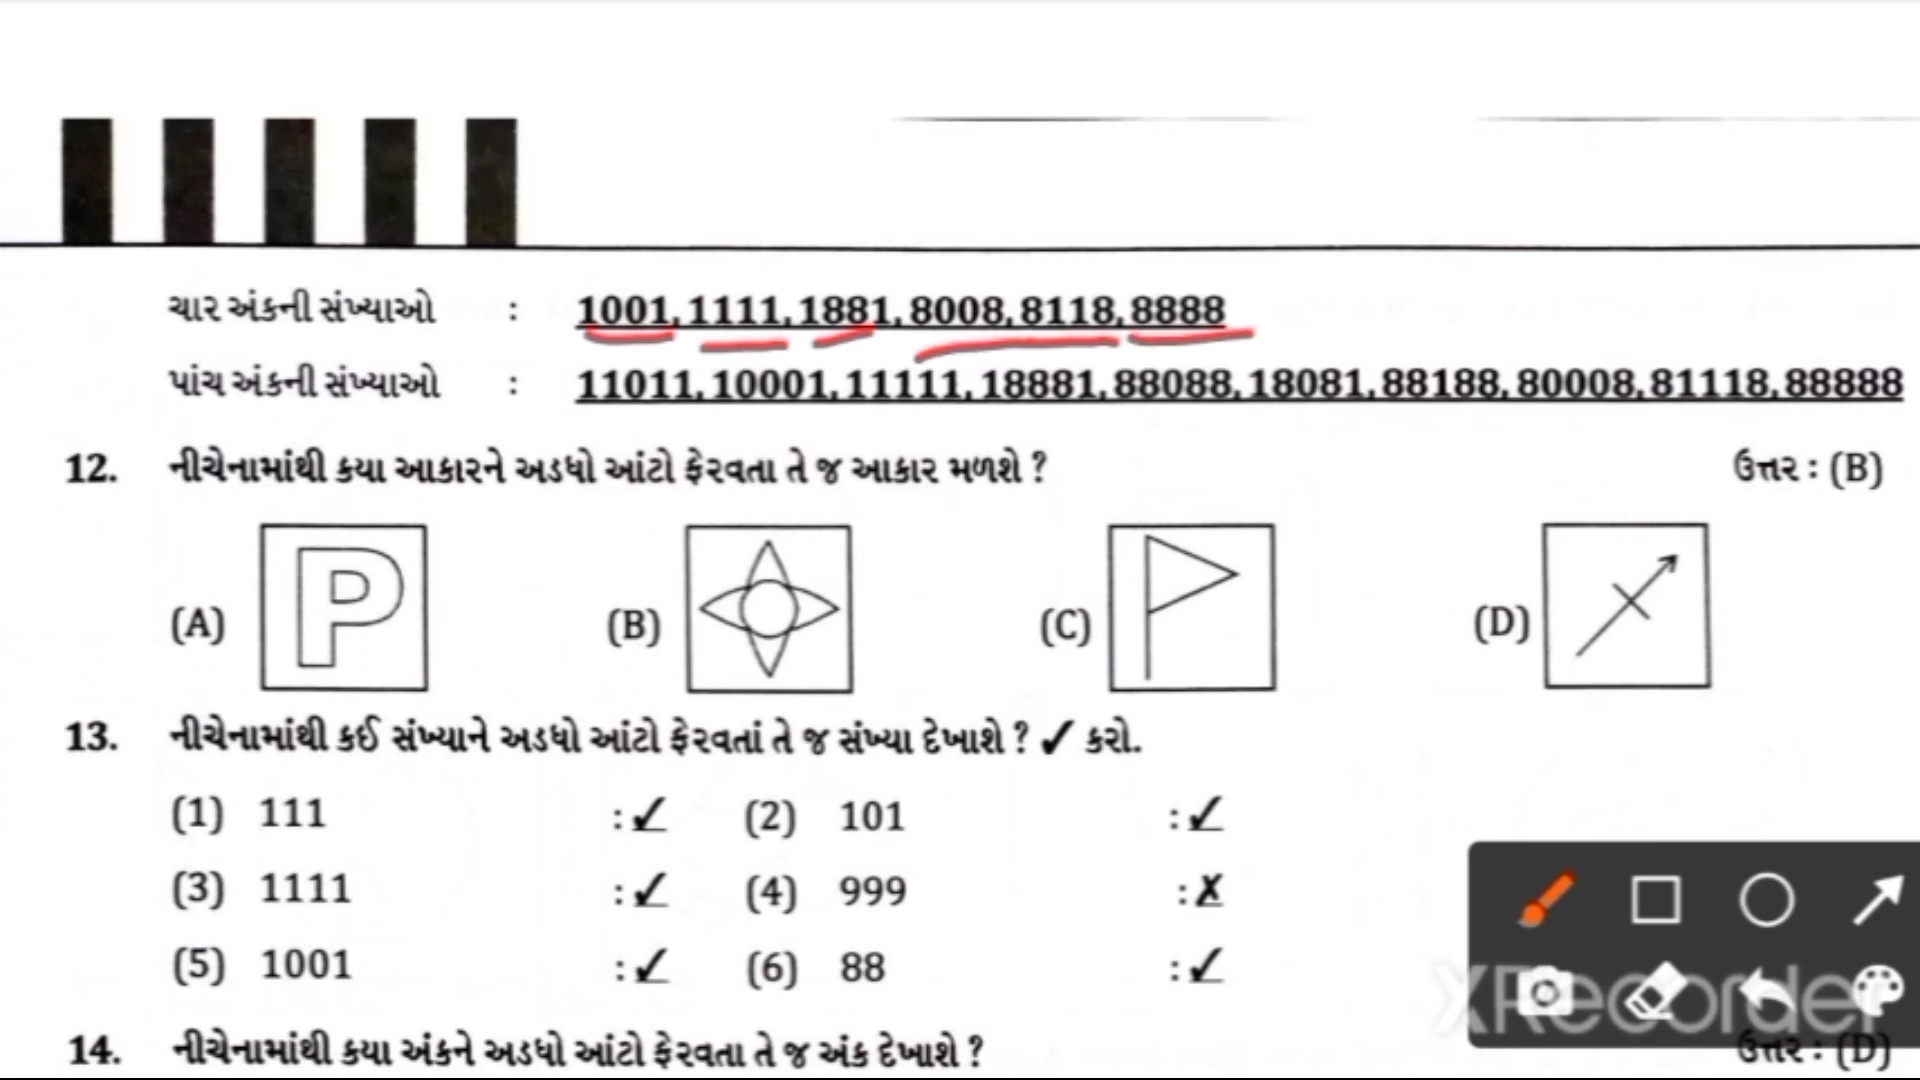 ચાર અંકની સંખ્યાઓ : 1001, 1111, 1881, 8008, 8118, 8888
પાંચ અંકની સંખ્યાઓ : 11011, 10001, 11111, 18881, 88088, 18081, 88188, 80008, 81118, 88888
12. નીચેનામાંથી કયા આકારને અડધો આંટો ફેરવતા તે જ આકાર મળશે ? ઉત્તર : (B)
(A) P (B) (C) (D)
13. નીચેનામાંથી કઈ સંખ્યાને અડધો આંટો ફેરવતાં તે જ સંખ્યા દેખાશે ? ✓ કરો.
(1) 111 : ✓ (2) 101 : ✓
(3) 1111 : ✓ (4) 999 : ✗
(5) 1001 : ✓ (6) 88 : ✓
XRecorder
14. નીચેનામાંથી કયા અંકને અડધો આંટો ફેરવતા તે જ અંક દેખાશે ? ઉત્તર : (D)